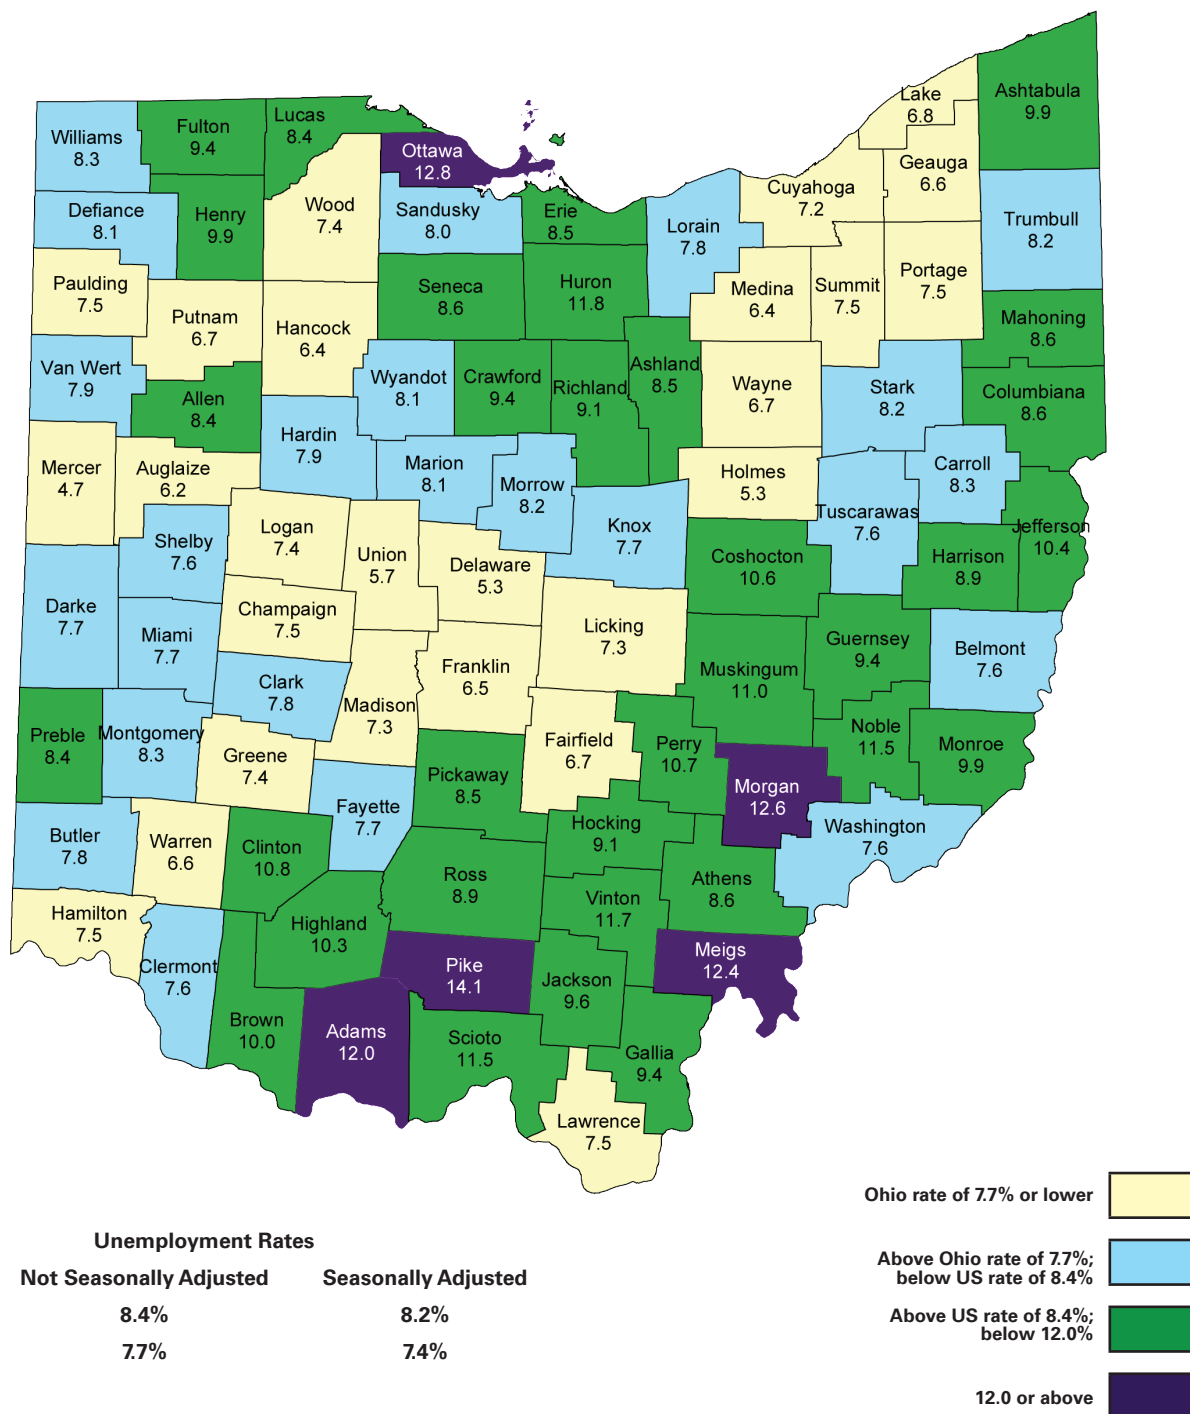 Lake
6.8
Ashtabula
9.9
Williams
8.3
Fulton
9.4
Lucas
8.4
Ottawa
12.8
Geauga
6.6
Cuyahoga
7.2
Defiance
8.1
Henry
9.9
Wood
7.4
Sandusky
8.0
Erie
8.5
Lorain
7.8
Trumbull
8.2
Paulding
7.5
Putnam
6.7
Hancock
6.4
Seneca
8.6
Huron
11.8
Medina
6.4
Summit
7.5
Portage
7.5
Mahoning
8.6
Van Wert
7.9
Allen
8.4
Wyandot
8.1
Crawford
9.4
Richland
9.1
Ashland
8.5
Wayne
6.7
Stark
8.2
Columbiana
8.6
Mercer
4.7
Auglaize
6.2
Hardin
7.9
Marion
8.1
Morrow
8.2
Holmes
5.3
Carroll
8.3
Tuscarawas
7.6
Jefferson
10.4
Shelby
7.6
Logan
7.4
Union
5.7
Delaware
5.3
Knox
7.7
Coshocton
10.6
Harrison
8.9
Darke
7.7
Miami
7.7
Champaign
7.5
Licking
7.3
Muskingum
11.0
Guernsey
9.4
Belmont
7.6
Clark
7.8
Madison
7.3
Franklin
6.5
Preble
8.4
Montgomery
8.3
Greene
7.4
Fairfield
6.7
Perry
10.7
Noble
11.5
Monroe
9.9
Morgan
12.6
Pickaway
8.5
Fayette
7.7
Butler
7.8
Warren
6.6
Clinton
10.8
Hocking
9.1
Washington
7.6
Ross
8.9
Vinton
11.7
Athens
8.6
Hamilton
7.5
Highland
10.3
Clermont
7.6
Pike
14.1
Jackson
9.6
Meigs
12.4
Brown
10.0
Adams
12.0
Scioto
11.5
Gallia
9.4
Lawrence
7.5
Ohio rate of 7.7% or lower
Above Ohio rate of 7.7%;
below US rate of 8.4%
Above US rate of 8.4%;
below 12.0%
12.0 or above
Unemployment Rates
Not Seasonally Adjusted Seasonally Adjusted
8.4% 8.2%
7.7% 7.4%